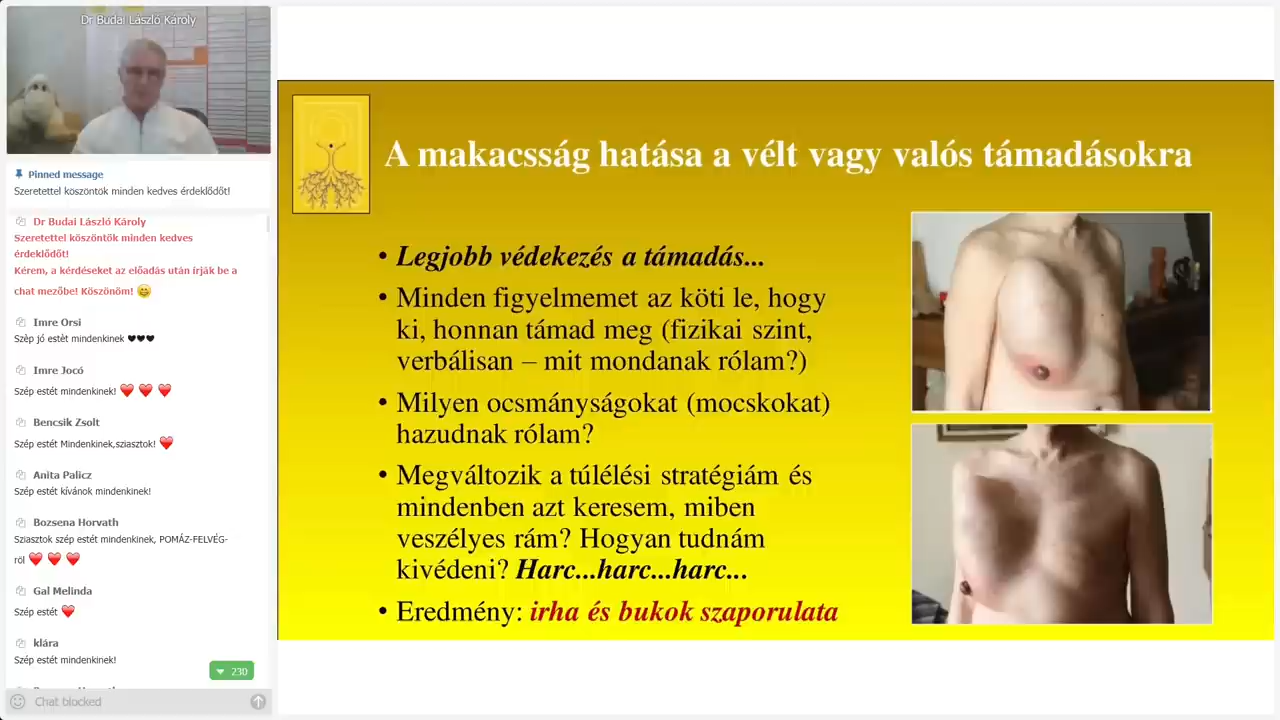 Dr Budai László Károly
Pinned message
Szeretettel köszöntök minden kedves érdeklődőt!
Dr Budai László Károly
Szeretettel köszöntök minden kedves
érdeklődőt!
Kérem, a kérdéseket az előadás után írják be a
chat mezőbe! Köszönöm!
Imre Orsi
Szèp jó estèt mindenkinek
Imre Jocó
Szép estét mindenkinek!
Bencsik Zsolt
Szép estét Mindenkinek,sziasztok!
Anita Palicz
Szép estét kívánok mindenkinek!
Bozsena Horvath
Sziasztok szép estét mindenkinek, POMÁZ-FELVÉG-
ről
Gal Melinda
Szép estét
klára
Szép estét mindenkinek!
230
Chat blocked
A makacsság hatása a vélt vagy valós támadásokra
• Legjobb védekezés a támadás...
• Minden figyelmemet az köti le, hogy
ki, honnan támad meg (fizikai szint,
verbálisan – mit mondanak rólam?)
• Milyen ocsmányságokat (mocskokat)
hazudnak rólam?
• Megváltozik a túlélési stratégiám és
mindenben azt keresem, miben
veszélyes rám? Hogyan tudnám
kivédeni? Harc...harc...harc...
• Eredmény: irha és bukok szaporulata